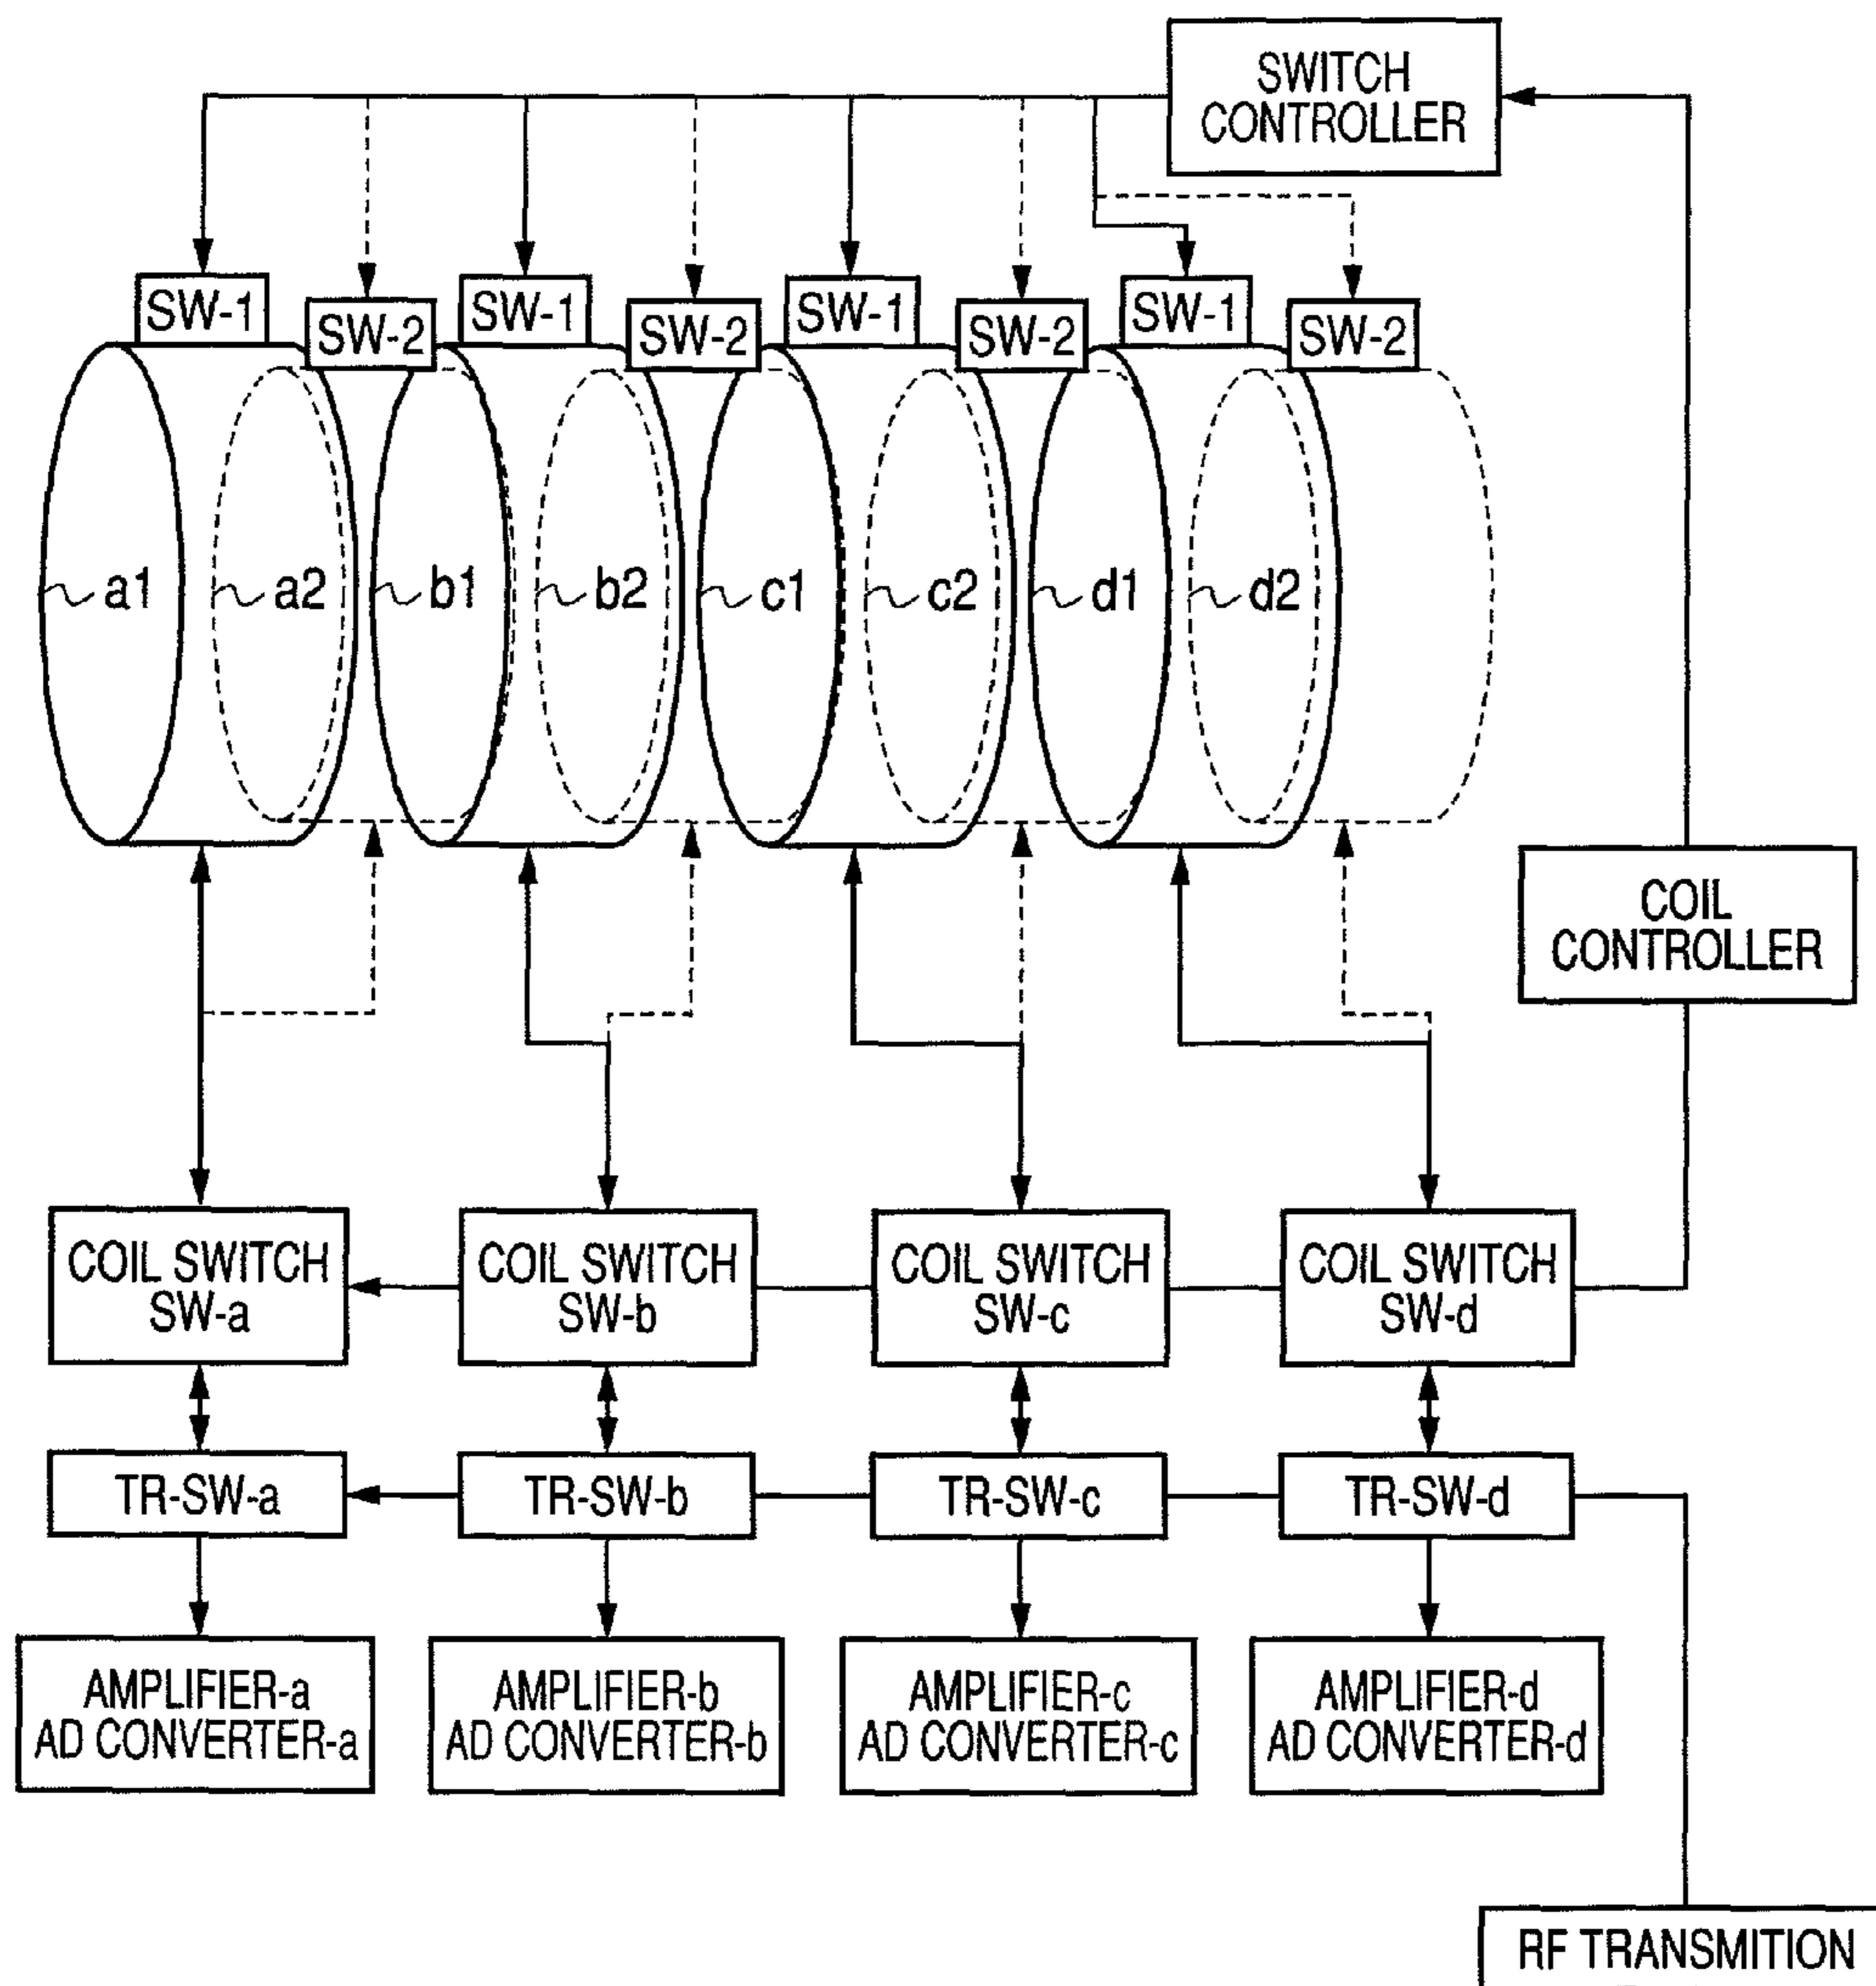 SWITCH
CONTROLLER
SW-1
SW-2
SW-1
SW-2
SW-1
SW-2
SW-1
SW-2
a1
a2
b1
b2
c1
c2
d1
d2
COIL
CONTROLLER
COIL SWITCH
SW-a
COIL SWITCH
SW-b
COIL SWITCH
SW-c
COIL SWITCH
SW-d
TR-SW-a
TR-SW-b
TR-SW-c
TR-SW-d
AMPLIFIER-a
AD CONVERTER-a
AMPLIFIER-b
AD CONVERTER-b
AMPLIFIER-c
AD CONVERTER-c
AMPLIFIER-d
AD CONVERTER-d
RF TRANSMITION